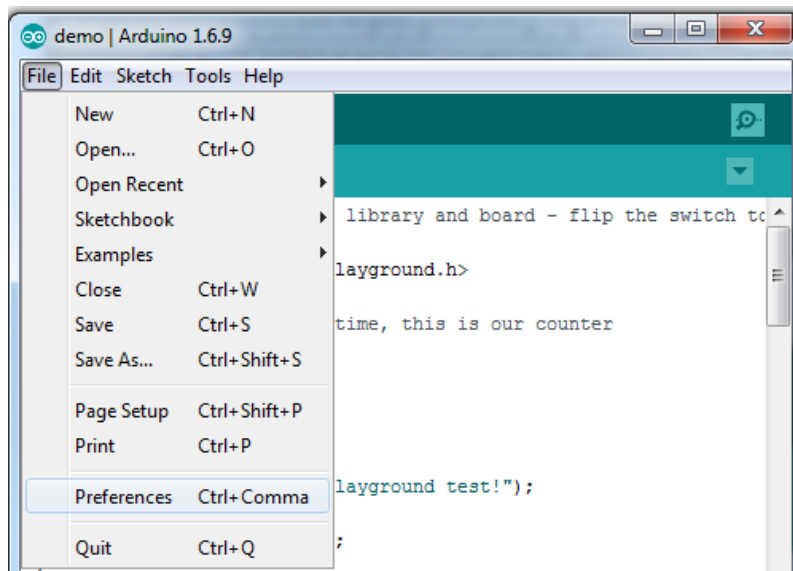 demo | Arduino 1.6.9
File Edit Sketch Tools Help
New Ctrl+N
Open... Ctrl+O
Open Recent
Sketchbook
Examples
Close Ctrl+W
Save Ctrl+S
Save As... Ctrl+Shift+S
Page Setup Ctrl+Shift+P
Print Ctrl+P
Preferences Ctrl+Comma
Quit Ctrl+Q
library and board - flip the switch to
layground.h>
time, this is our counter
layground test!");
;